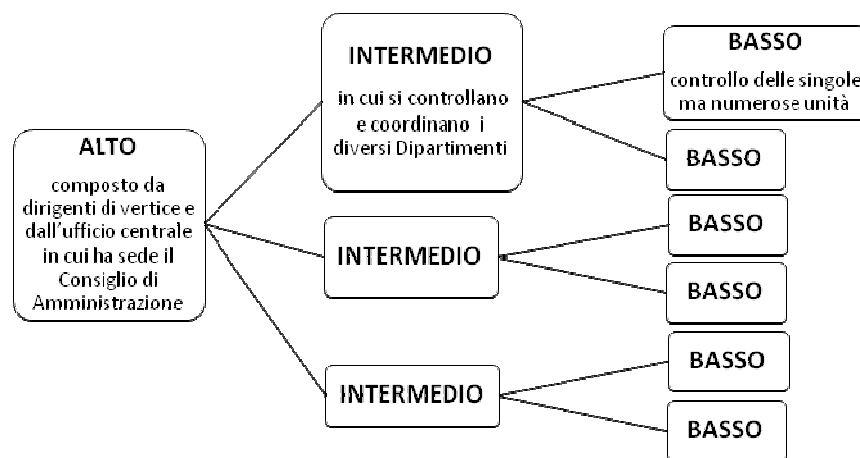 ALTO
composto da
dirigenti di vertice e
dall'ufficio centrale
in cui ha sede il
Consiglio di
Amministrazione
INTERMEDIO
in cui si controllano
e coordinano i
diversi Dipartimenti
INTERMEDIO
INTERMEDIO
BASSO
controllo delle singole
ma numerose unità
BASSO
BASSO
BASSO
BASSO
BASSO